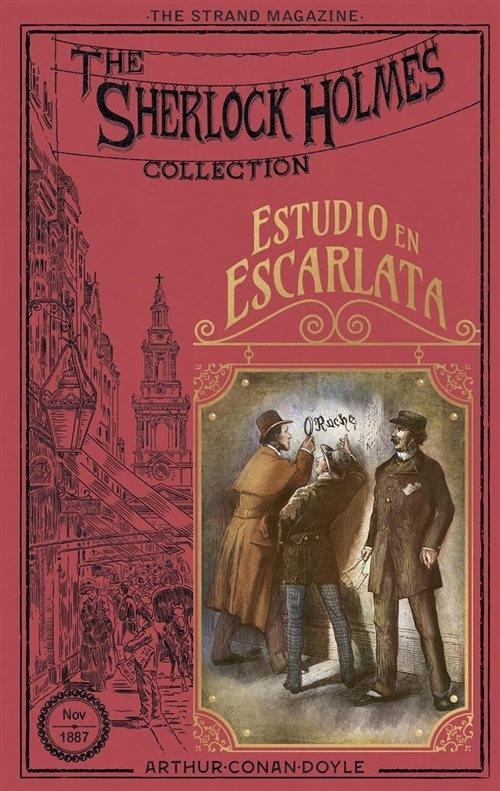 ·THE STRAND MAGAZINE·
THE
SHERLOCK HOLMES
COLLECTION
ESTUDIO EN
ESCARLATA
Rache
Nov
1887
ARTHUR·CONAN·DOYLE